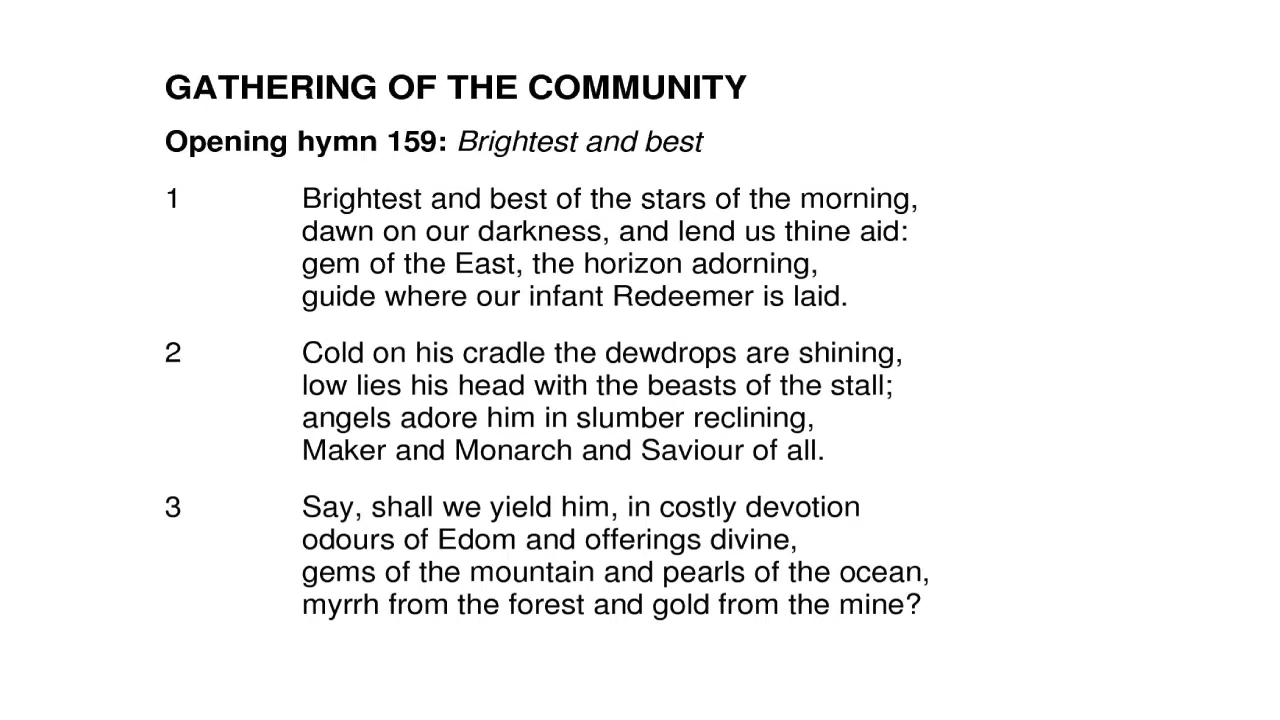 GATHERING OF THE COMMUNITY
Opening hymn 159: Brightest and best
1 Brightest and best of the stars of the morning,
dawn on our darkness, and lend us thine aid:
gem of the East, the horizon adorning,
guide where our infant Redeemer is laid.
2 Cold on his cradle the dewdrops are shining,
low lies his head with the beasts of the stall;
angels adore him in slumber reclining,
Maker and Monarch and Saviour of all.
3 Say, shall we yield him, in costly devotion
odours of Edom and offerings divine,
gems of the mountain and pearls of the ocean,
myrrh from the forest and gold from the mine?